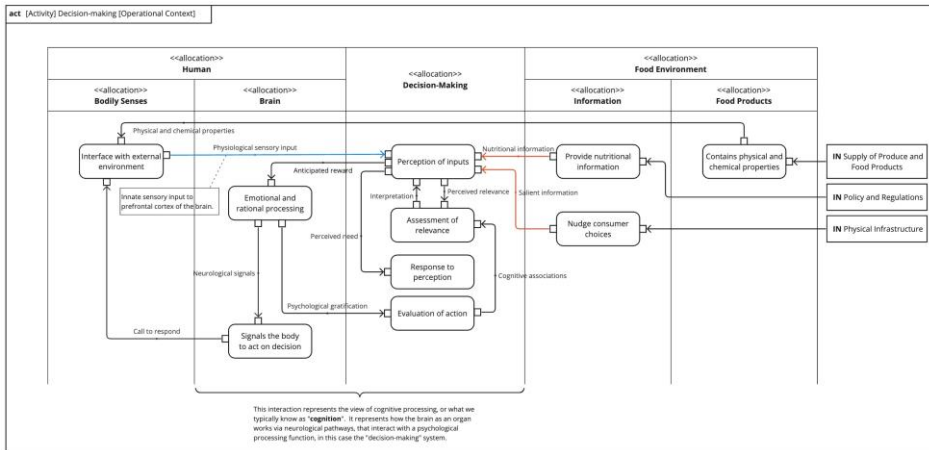 act [Activity] Decision-making [Operational Context]
<<allocation>>
Human
<<allocation>>
Decision-Making
<<allocation>>
Food Environment
<<allocation>>
Bodily Senses
<<allocation>>
Brain
<<allocation>>
Information
<<allocation>>
Food Products
Physical and chemical properties
Interface with external
environment
Physiological sensory input
Perception of inputs
Nutritional information
Provide nutritional
information
Contains physical and
chemical properties
IN Supply of Produce and
Food Products
Anticipated reward
Innate sensory input to
prefrontal cortex of the brain.
Emotional and
rational processing
Interpretation
Perceived relevance
Salient information
IN Policy and Regulations
Assessment of
relevance
Nudge consumer
choices
IN Physical Infrastructure
Perceived need
Neurological signals
Response to
perception
Cognitive associations
Psychological gratification
Evaluation of action
Call to respond
Signals the body
to act on decision
This interaction represents the view of cognitive processing, or what we
typically know as "cognition". It represents how the brain as an organ
works via neurological pathways, that interact with a psychological
processing function, in this case the "decision-making" system.